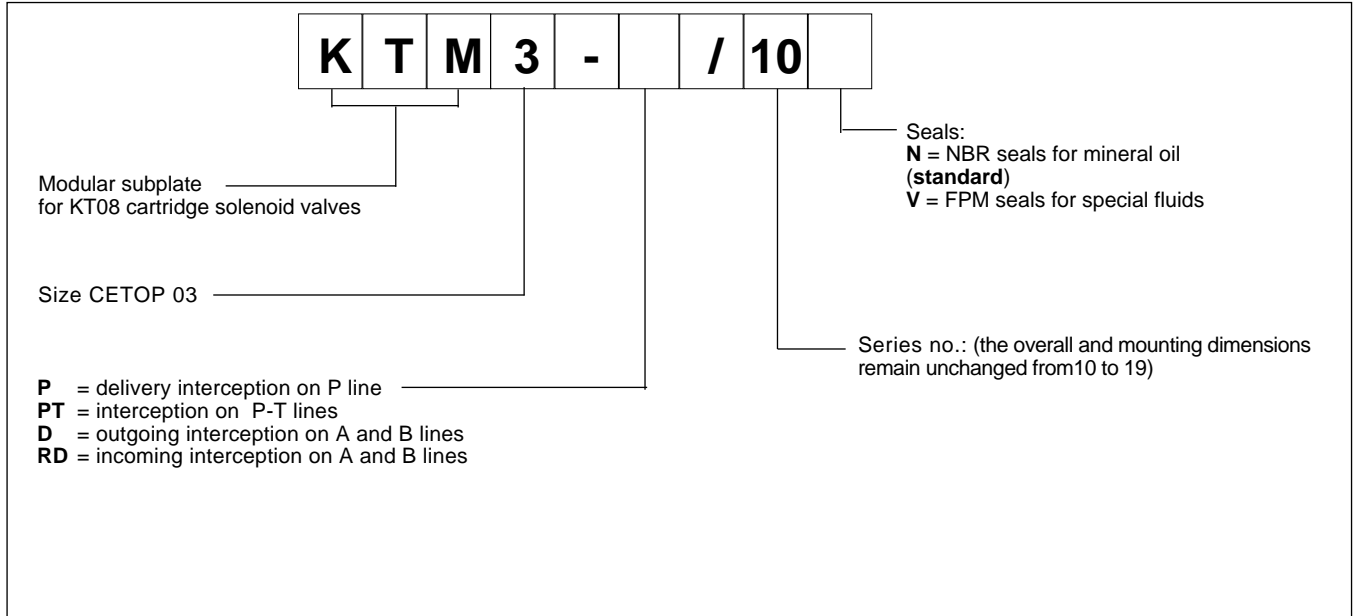 K T M 3 - / 10
Seals:
N = NBR seals for mineral oil
(standard)
V = FPM seals for special fluids
Modular subplate
for KT08 cartridge solenoid valves
Size CETOP 03
Series no.: (the overall and mounting dimensions
remain unchanged from10 to 19)
P = delivery interception on P line
PT = interception on P-T lines
D = outgoing interception on A and B lines
RD = incoming interception on A and B lines